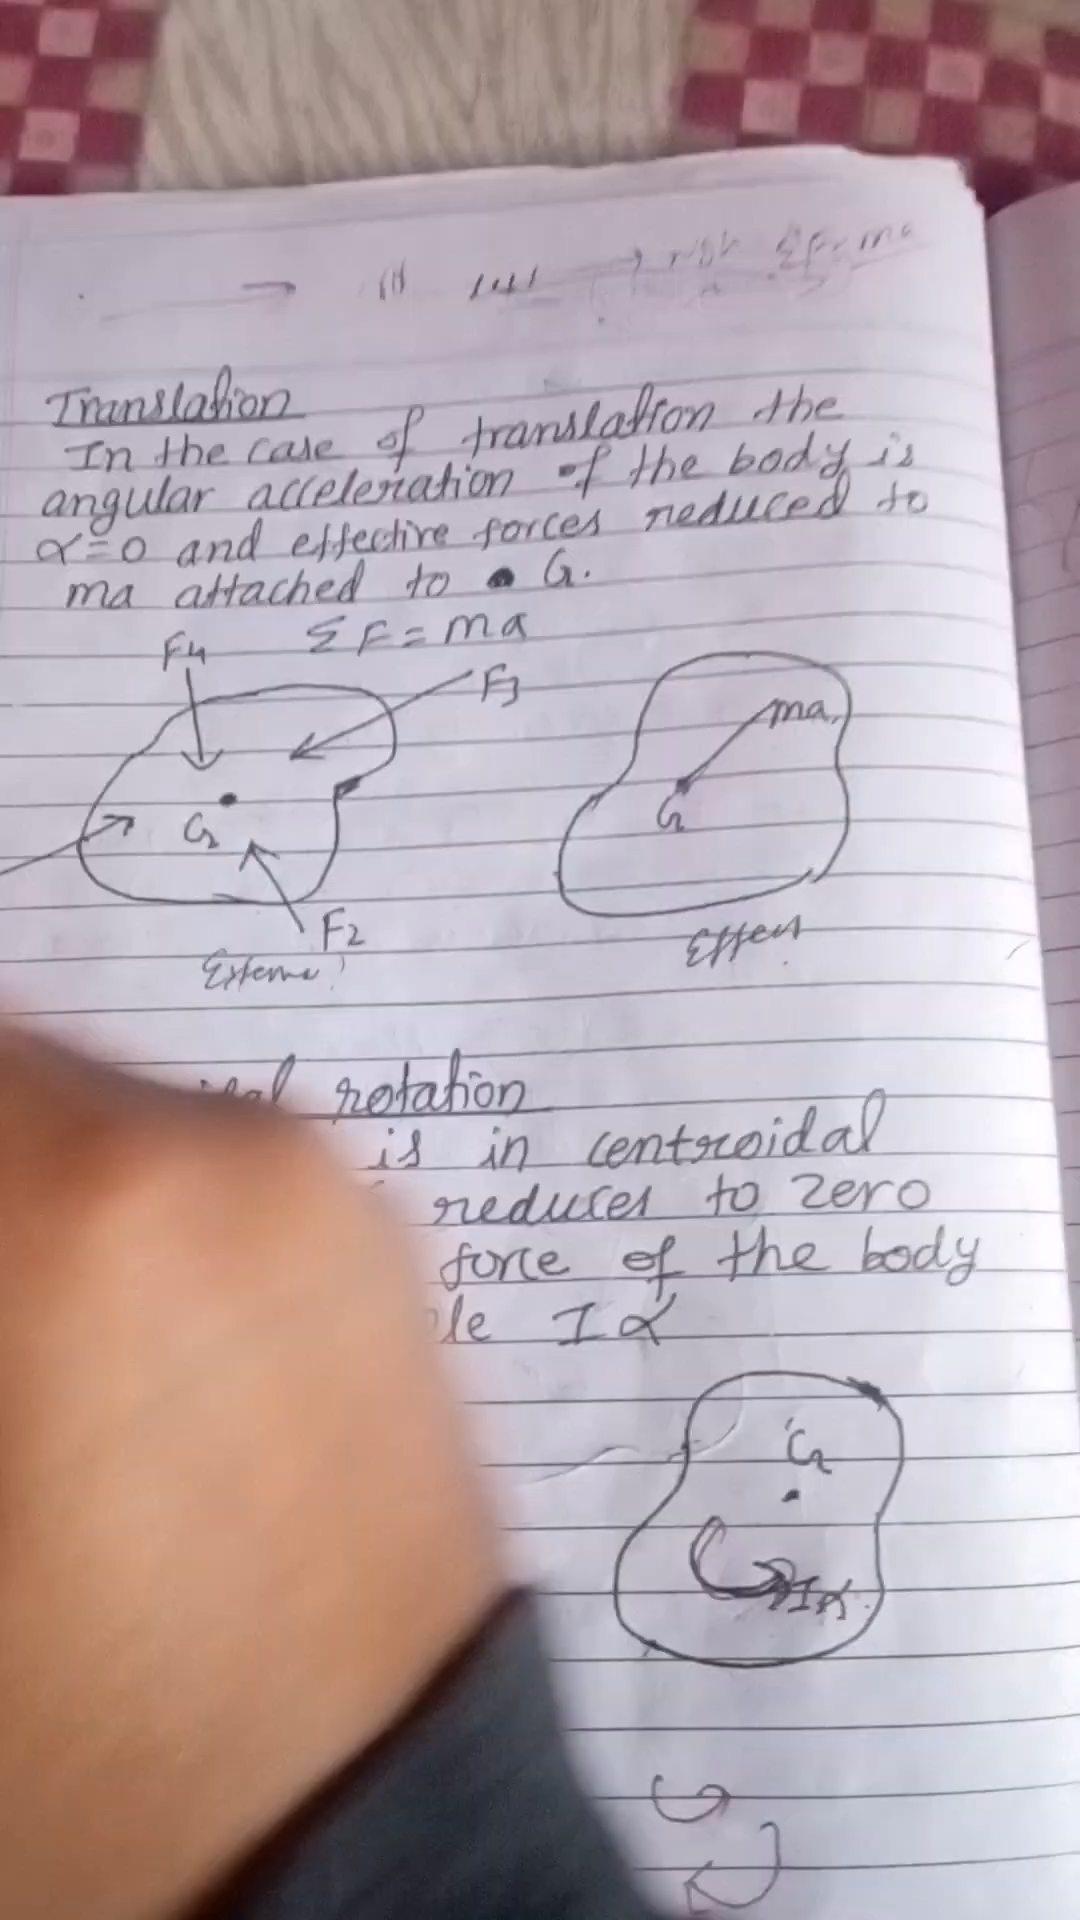 ΣF=ma
Translation
In the case of translation the
angular acceleration of the body is
α=0 and effective forces reduced to
ma attached to G.
ΣF=ma
F4
F3
ma
G
G
F2
Effect
rotation
is in centroidal
reduces to zero
force of the body
Iα
G
Iα